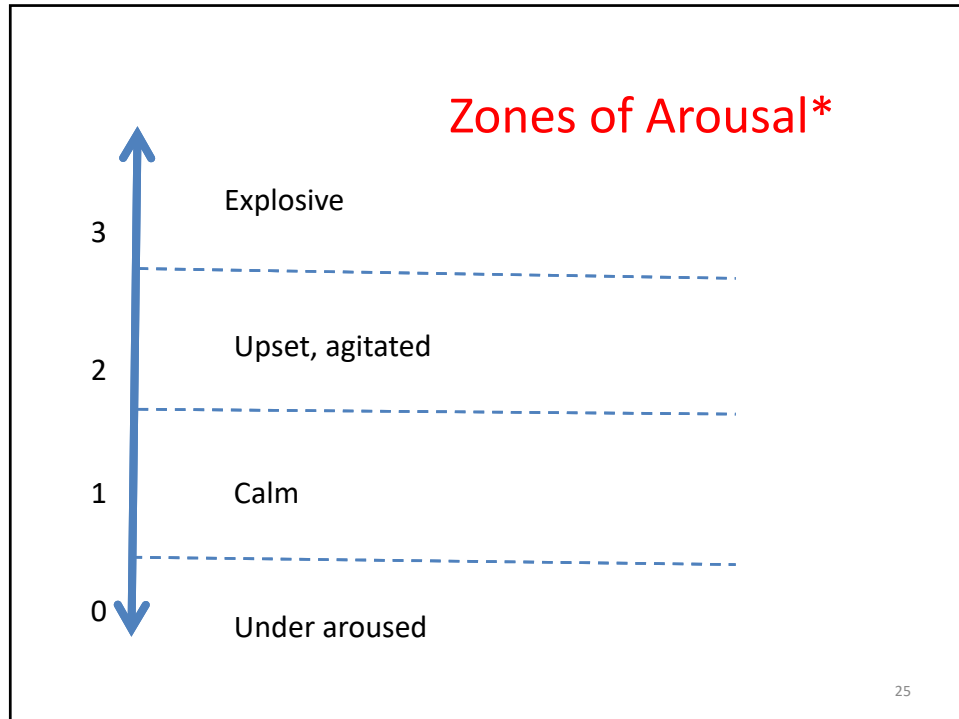 Zones of Arousal*
Explosive
3
Upset, agitated
2
1
Calm
0
Under aroused
25